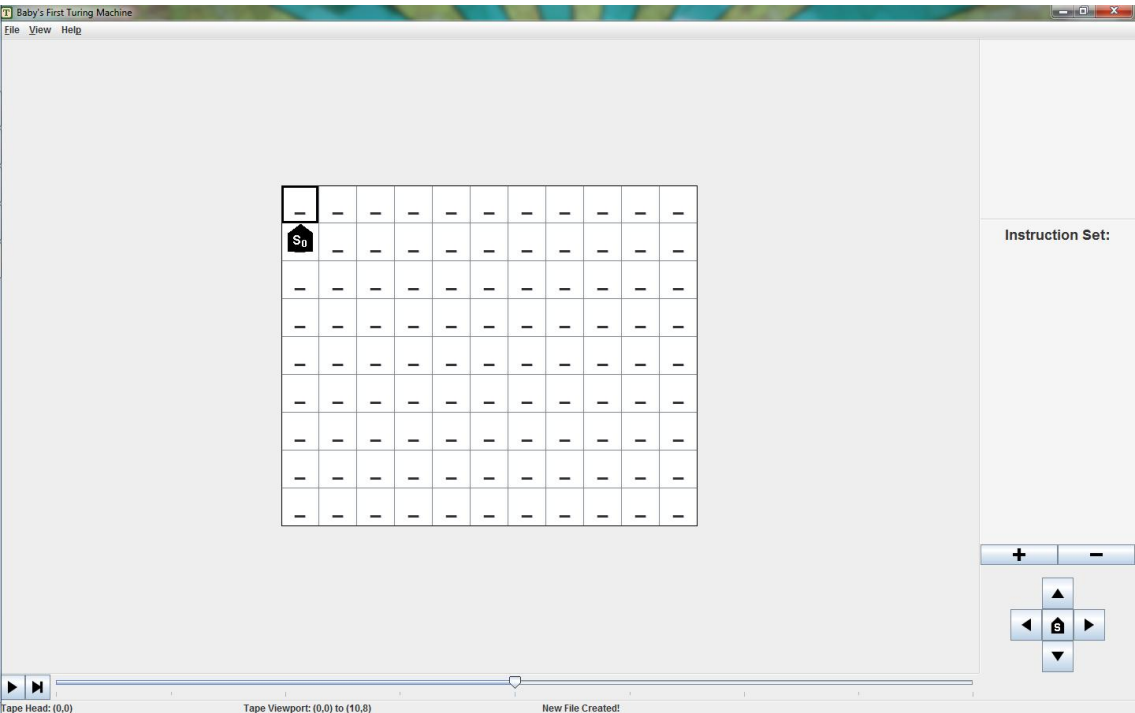 Baby's First Turing Machine
File View Help
_ _ _ _ _ _ _ _ _ _ _
S0 _ _ _ _ _ _ _ _ _ _
_ _ _ _ _ _ _ _ _ _ _
_ _ _ _ _ _ _ _ _ _ _
_ _ _ _ _ _ _ _ _ _ _
_ _ _ _ _ _ _ _ _ _ _
_ _ _ _ _ _ _ _ _ _ _
_ _ _ _ _ _ _ _ _ _ _
_ _ _ _ _ _ _ _ _ _ _
Instruction Set:
+ −
S
Tape Head: (0,0) Tape Viewport: (0,0) to (10,8) New File Created!